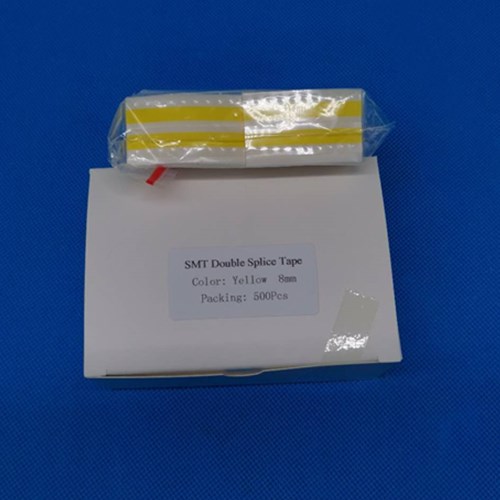 SMT Double Splice Tape
Color: Yellow 8mm
Packing: 500Pcs